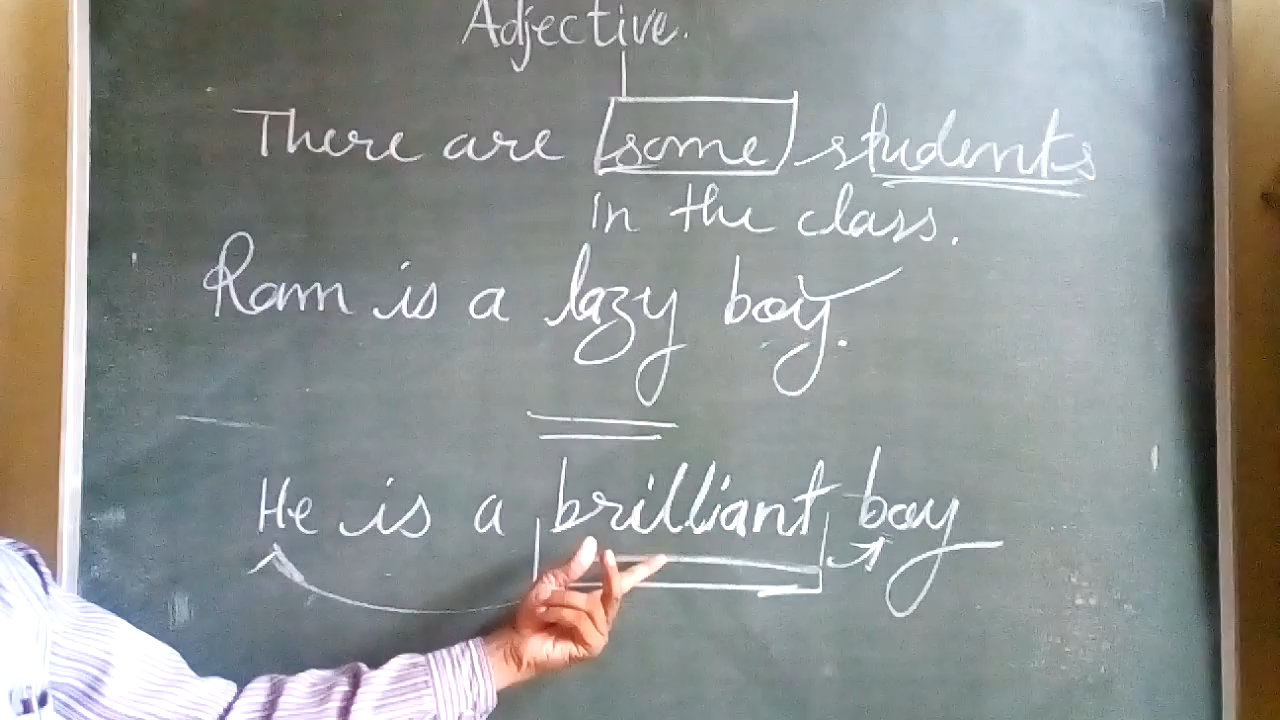 Adjective.
There are some students
in the class.
Ram is a lazy boy.
He is a brilliant boy